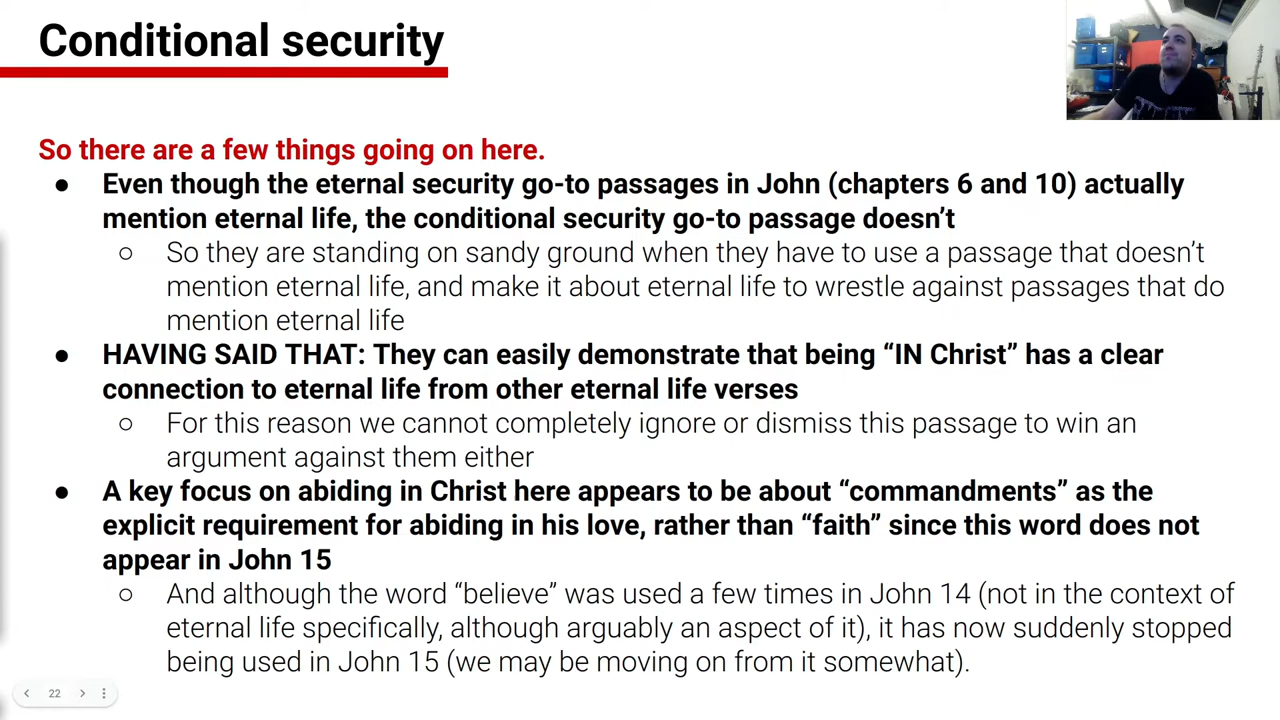 Conditional security
So there are a few things going on here.
● Even though the eternal security go-to passages in John (chapters 6 and 10) actually
mention eternal life, the conditional security go-to passage doesn’t
○ So they are standing on sandy ground when they have to use a passage that doesn’t
mention eternal life, and make it about eternal life to wrestle against passages that do
mention eternal life
● HAVING SAID THAT: They can easily demonstrate that being “IN Christ” has a clear
connection to eternal life from other eternal life verses
○ For this reason we cannot completely ignore or dismiss this passage to win an
argument against them either
● A key focus on abiding in Christ here appears to be about “commandments” as the
explicit requirement for abiding in his love, rather than “faith” since this word does not
appear in John 15
○ And although the word “believe” was used a few times in John 14 (not in the context of
eternal life specifically, although arguably an aspect of it), it has now suddenly stopped
being used in John 15 (we may be moving on from it somewhat).
22